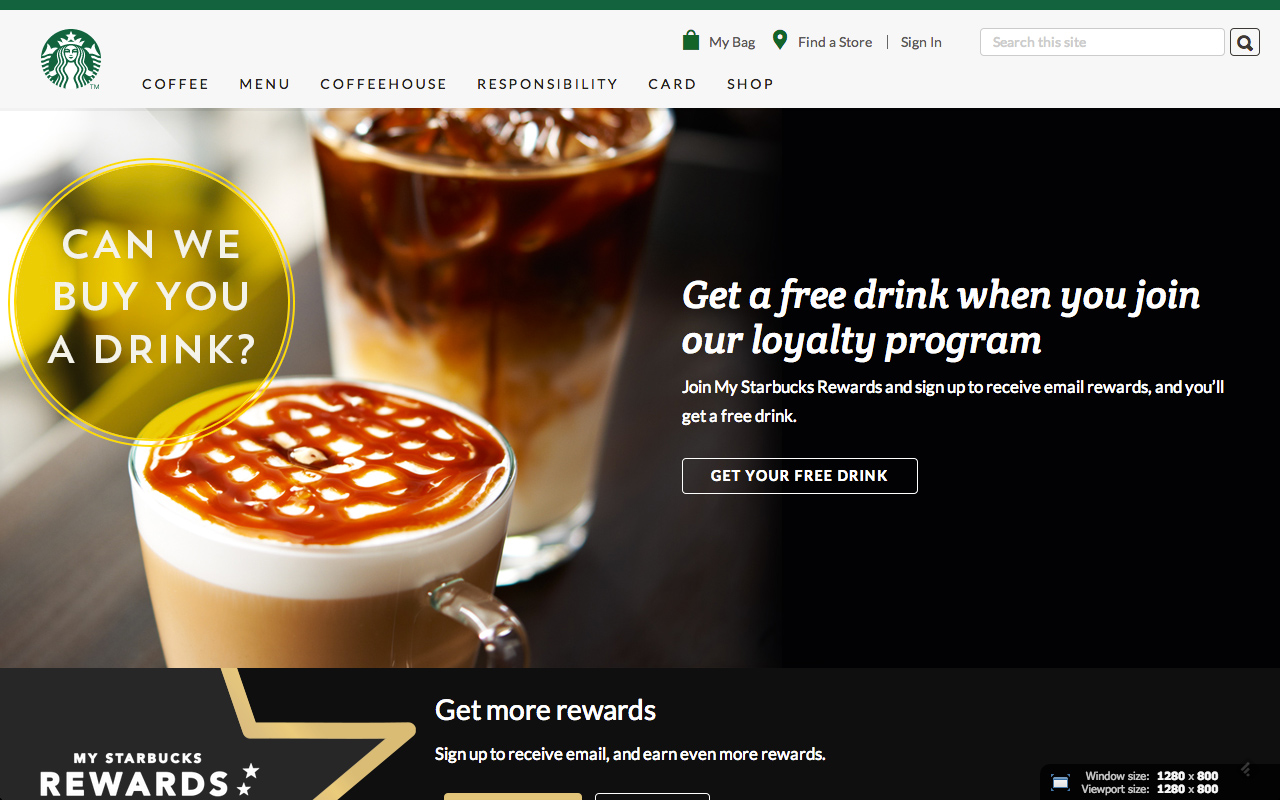 My Bag
Find a Store
Sign In
Search this site
COFFEE
MENU
COFFEEHOUSE
RESPONSIBILITY
CARD
SHOP
TM
CAN WE
BUY YOU
A DRINK?
Get a free drink when you join
our loyalty program
Join My Starbucks Rewards and sign up to receive email rewards, and you'll
get a free drink.
GET YOUR FREE DRINK
MY STARBUCKS
REWARDS
Get more rewards
Sign up to receive email, and earn even more rewards.
Window size: 1280 x 800
Viewport size: 1280 x 800